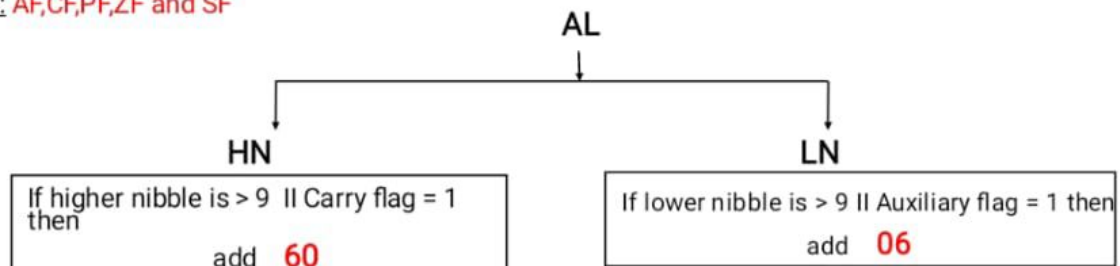 : AF,CF,PF,ZF and SF
AL
HN
LN
If higher nibble is > 9 II Carry flag = 1
then
add 60
If lower nibble is > 9 II Auxiliary flag = 1 then
add 06